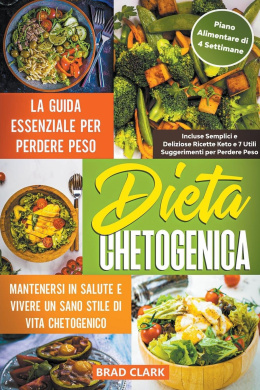 Piano
Alimentare di
4 Settimane
LA GUIDA
ESSENZIALE PER
PERDERE PESO
Incluse Semplici e
Deliziose Ricette Keto e 7 Utili
Suggerimenti per Perdere Peso
Dieta
CHETOGENICA
MANTENERSI IN SALUTE E
VIVERE UN SANO STILE DI
VITA CHETOGENICO
BRAD CLARK